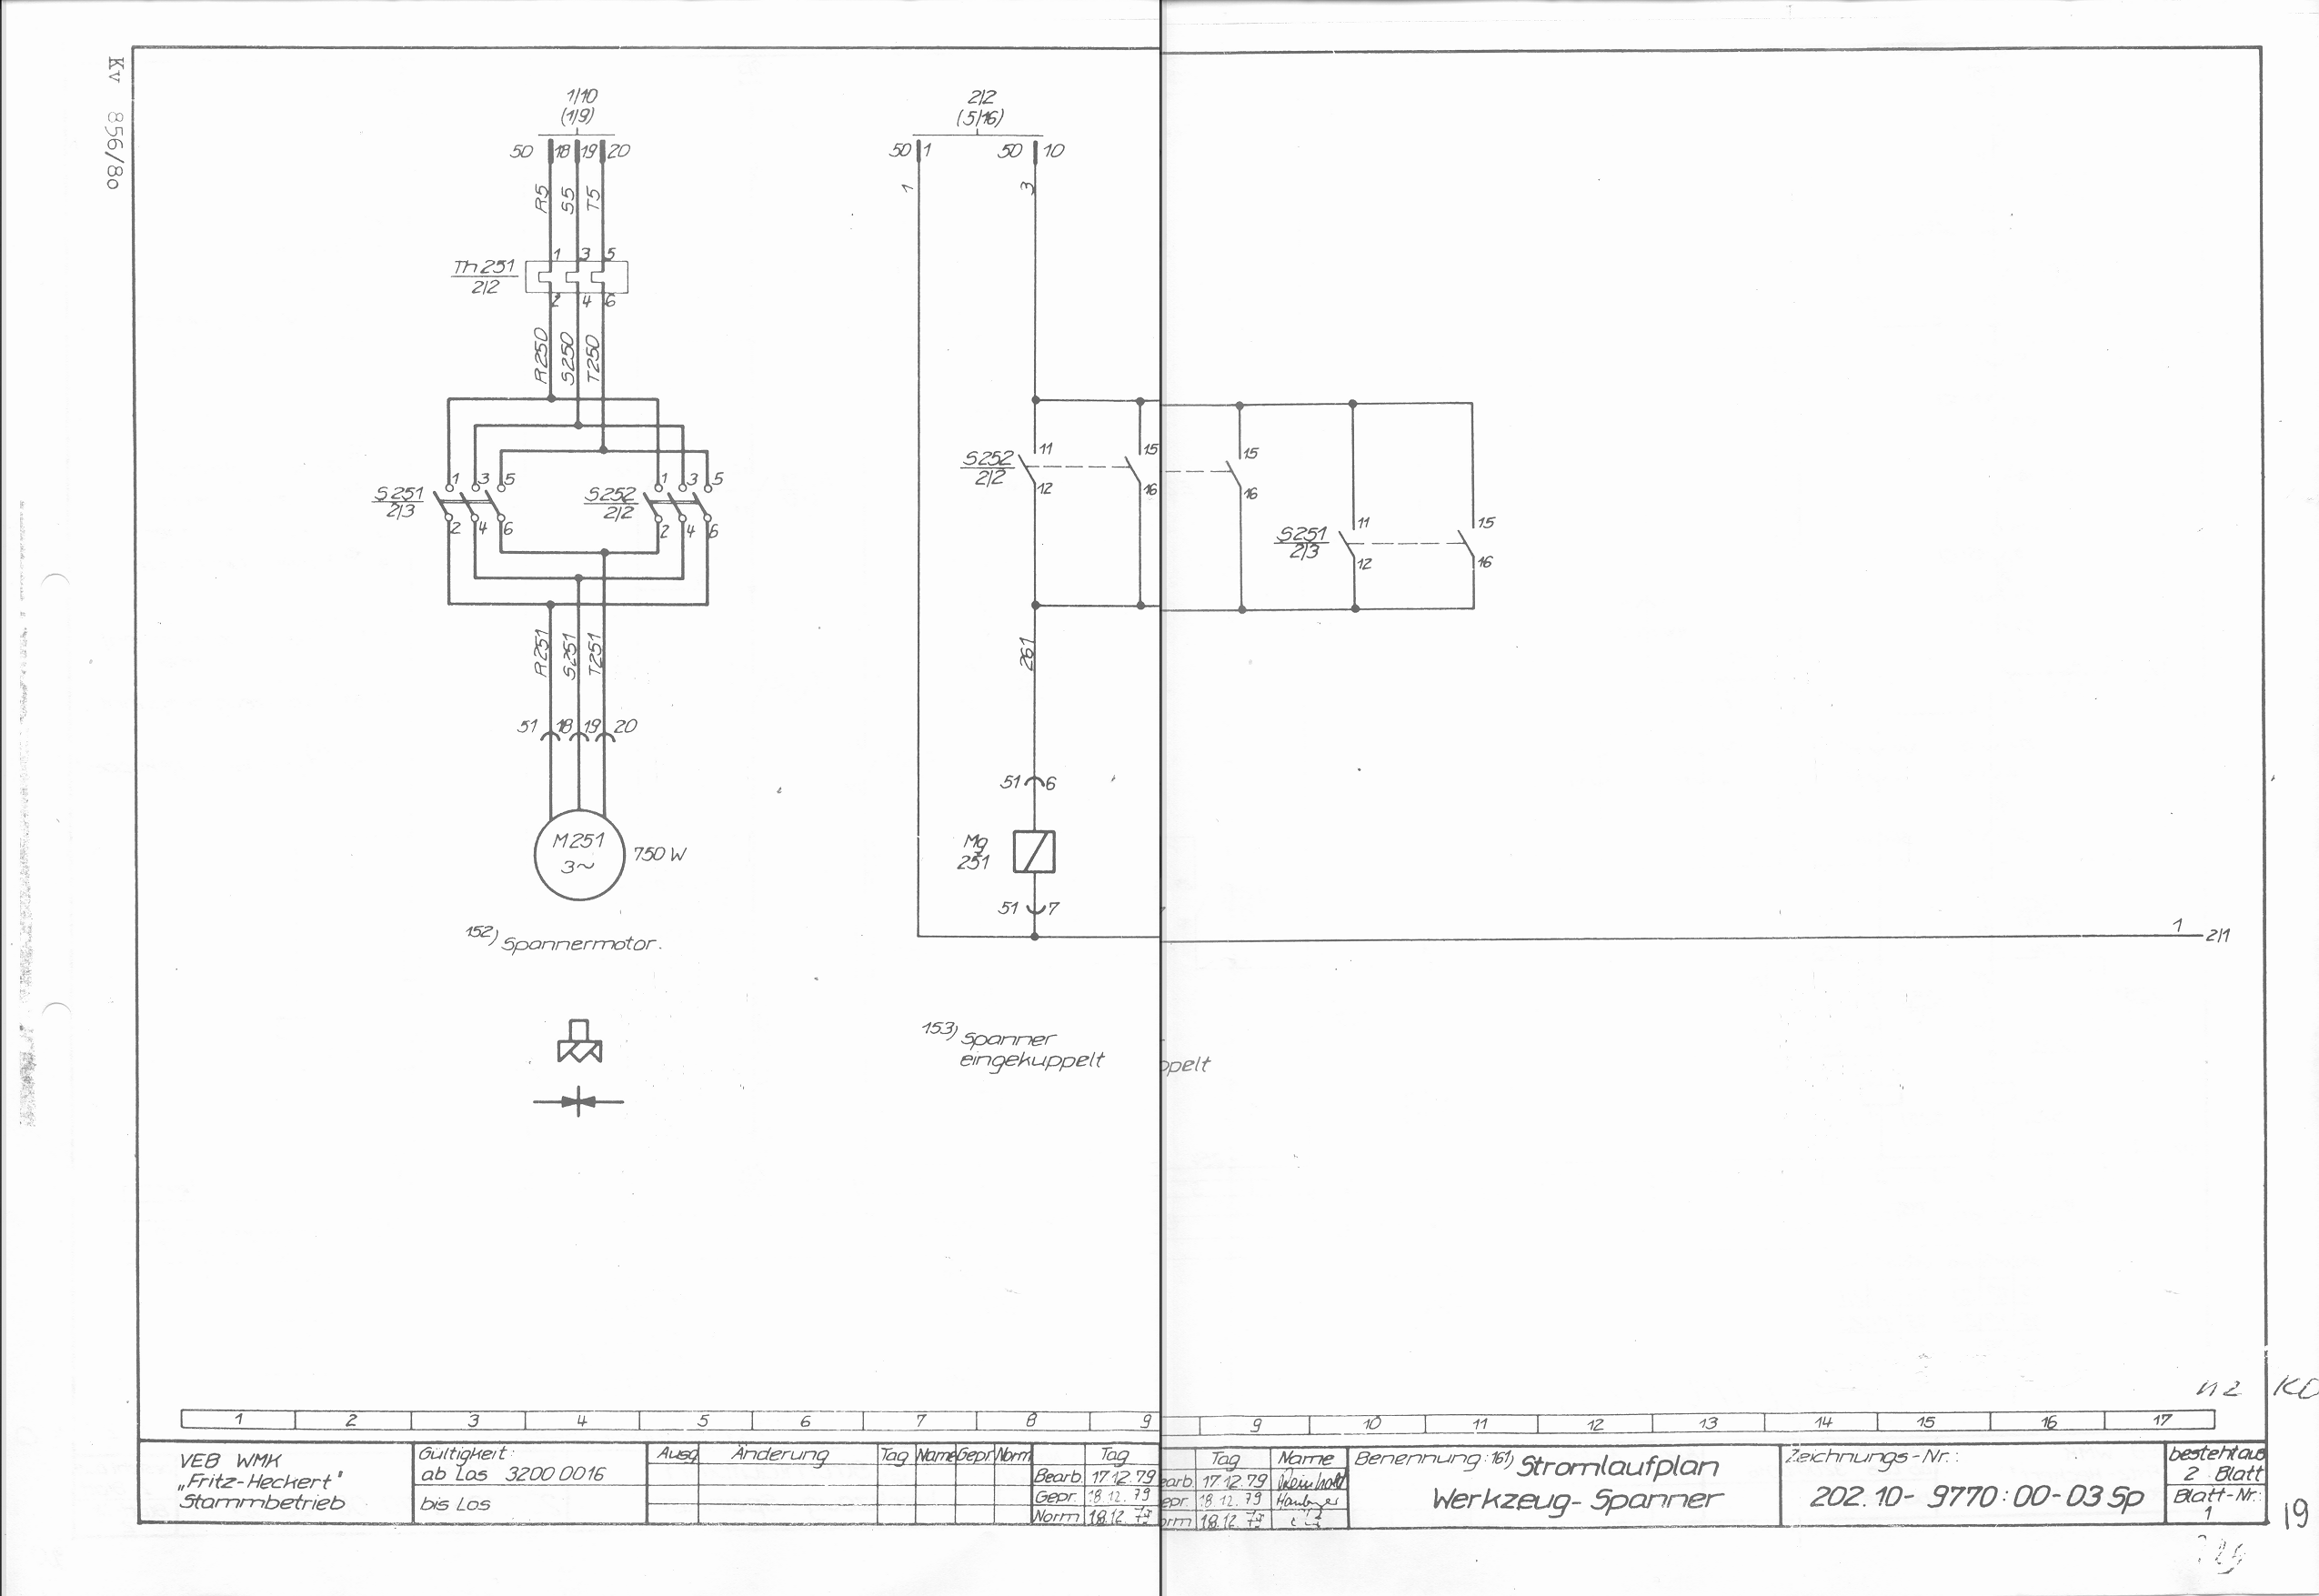 Kv 856/80
1/10
(1/9)
50 18 19 20
R5 S5 T5
Th251
2/2
1 3 5
2 4 6
R250 S250 T250
S251
2/3
1 3 5
2 4 6
S252
2/2
1 3 5
2 4 6
R251 S251 T251
51 18 19 20
M251
3~
750 W
152) Spannermotor.
2/2
(5/16)
50 1
50 10
1
3
S252
2/2
11
12
15
16
15
16
S251
2/3
11
12
15
16
261
51 6
Mg
251
51 7
1 2/1
153) Spanner
eingekuppelt
ppelt
1 2 3 4 5 6 7 8 9 9 10 11 12 13 14 15 16 17
VEB WMK
„Fritz-Heckert"
Stammbetrieb
Gültigkeit:
ab Los 3200 0016
bis Los
Ausg Änderung Tag Name Gepr Norm
Tag
Bearb. 17.12.79
Gepr. 18.12.79
Norm 18.12.79
Tag Name
earb. 17.12.79
epr. 18.12.79
orm 18.12.79
Benennung: 161) Stromlaufplan
Werkzeug-Spanner
Zeichnungs-Nr.:
202.10-9770:00-03 Sp
besteht aus
2 Blatt
Blatt-Nr.:
1
19